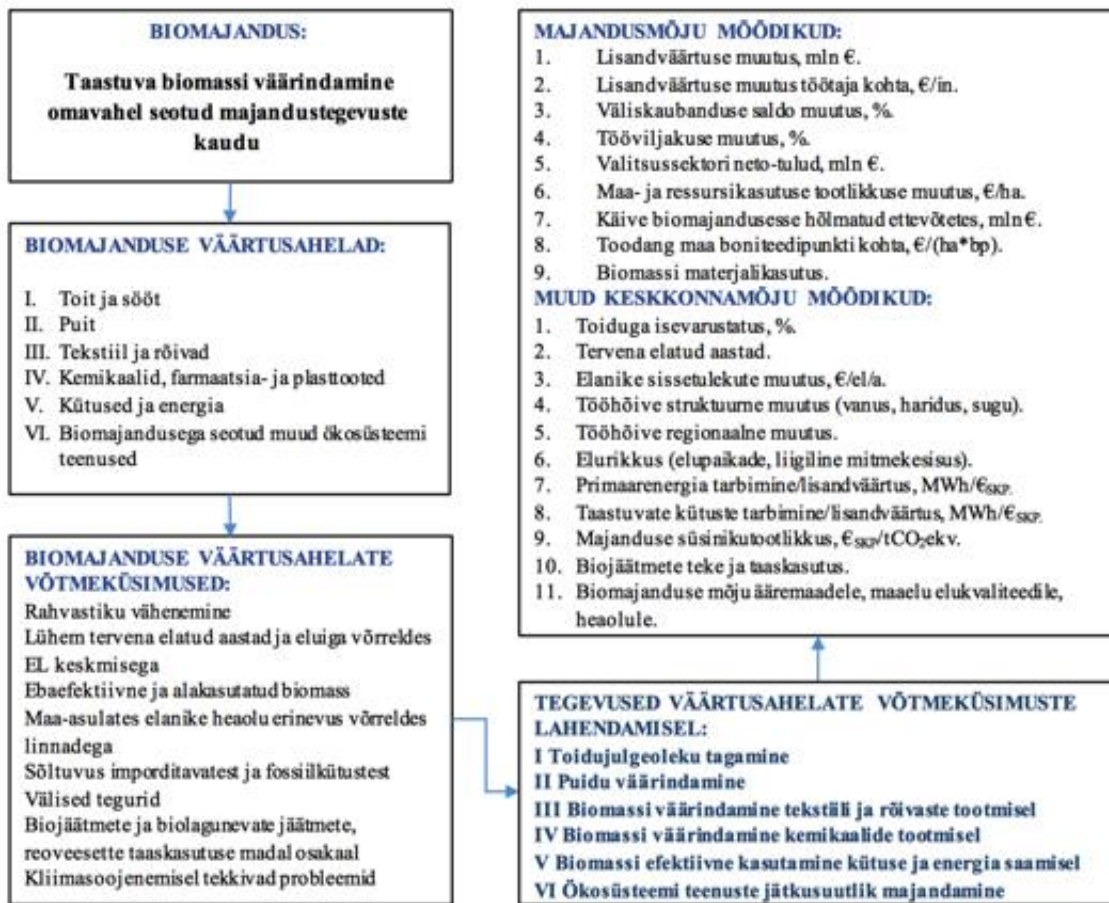 BIOMAJANDUS:
Taastuva biomassi väärindamine
omavahel seotud majandustegevuste
kaudu
BIOMAJANDUSE VÄÄRTUSAHELAD:
I. Toit ja sööt
II. Puit
III. Tekstiil ja rõivad
IV. Kemikaalid, farmaatsia- ja plasttooted
V. Kütused ja energia
VI. Biomajandusega seotud muud ökosüsteemi
teenused
BIOMAJANDUSE VÄÄRTUSAHELATE
VÕTMEKÜSIMUSED:
Rahvastiku vähenemine
Lühem tervena elatud aastad ja eluiga võrreldes
EL keskmisega
Ebaefektiivne ja alakasutatud biomass
Maa-asulates elanike heaolu erinevus võrreldes
linnadega
Sõltuvus imporditavatest ja fossiilkütustest
Välised tegurid
Biojäätmete ja biolagunevate jäätmete,
reoveesette taaskasutuse madal osakaal
Kliimasoojenemisel tekkivad probleemid
MAJANDUSMÕJU MÕÕDIKUD:
1. Lisandväärtuse muutus, mln €.
2. Lisandväärtuse muutus töötaja kohta, €/in.
3. Väliskaubanduse saldo muutus, %.
4. Tööviljakuse muutus, %.
5. Valitsussektori neto-tulud, mln €.
6. Maa- ja ressursikasutuse tootlikkuse muutus, €/ha.
7. Käive biomajandusesse hõlmatud ettevõtetes, mln €.
8. Toodang maa boniteedipunkti kohta, €/(ha*bp).
9. Biomassi materjalikasutus.
MUUD KESKKONNAMÕJU MÕÕDIKUD:
1. Toiduga isevarustatus, %.
2. Tervena elatud aastad.
3. Elanike sissetulekute muutus, €/el/a.
4. Tööhõive struktuurne muutus (vanus, haridus, sugu).
5. Tööhõive regionaalne muutus.
6. Elurikkus (elupaikade, liigiline mitmekesisus).
7. Primaarenergia tarbimine/lisandväärtus, MWh/€SKP.
8. Taastuvate kütuste tarbimine/lisandväärtus, MWh/€SKP.
9. Majanduse süsinikutootlikkus, €SKP/tCO₂ekv.
10. Biojäätmete teke ja taaskasutus.
11. Biomajanduse mõju ääremaadele, maaelu elukvaliteedile,
heaolule.
TEGEVUSED VÄÄRTUSAHELATE VÕTMEKÜSIMUSTE
LAHENDAMISEL:
I Toidujulgeoleku tagamine
II Puidu väärindamine
III Biomassi väärindamine tekstiili ja rõivaste tootmisel
IV Biomassi väärindamine kemikaalide tootmisel
V Biomassi efektiivne kasutamine kütuse ja energia saamisel
VI Ökosüsteemi teenuste jätkusuutlik majandamine